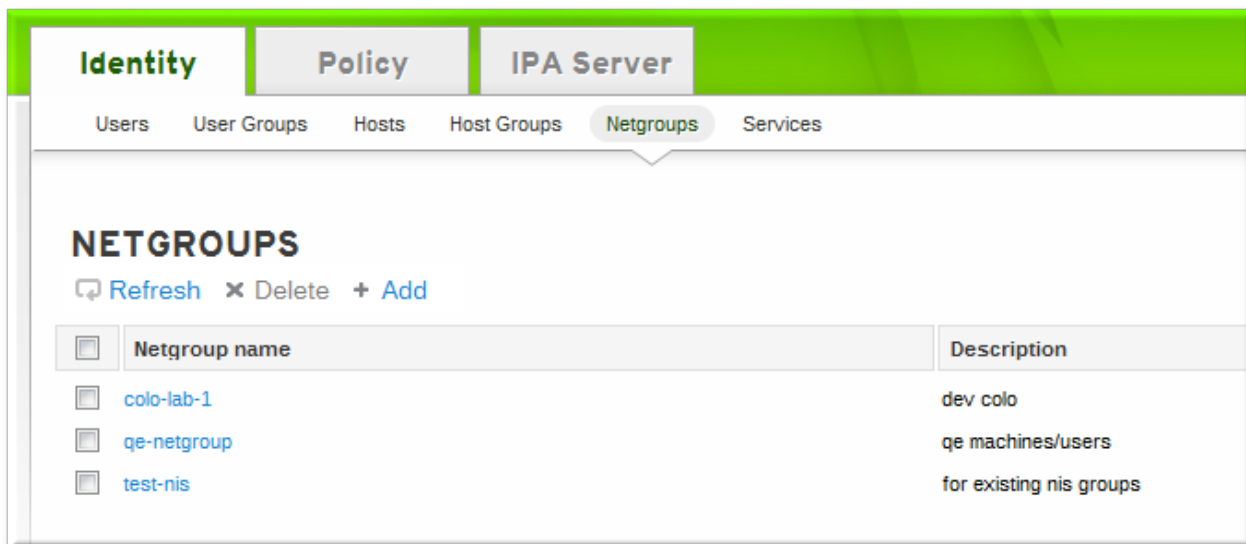 Identity Policy IPA Server
Users User Groups Hosts Host Groups Netgroups Services
NETGROUPS
Refresh Delete Add
Netgroup name Description
colo-lab-1 dev colo
qe-netgroup qe machines/users
test-nis for existing nis groups